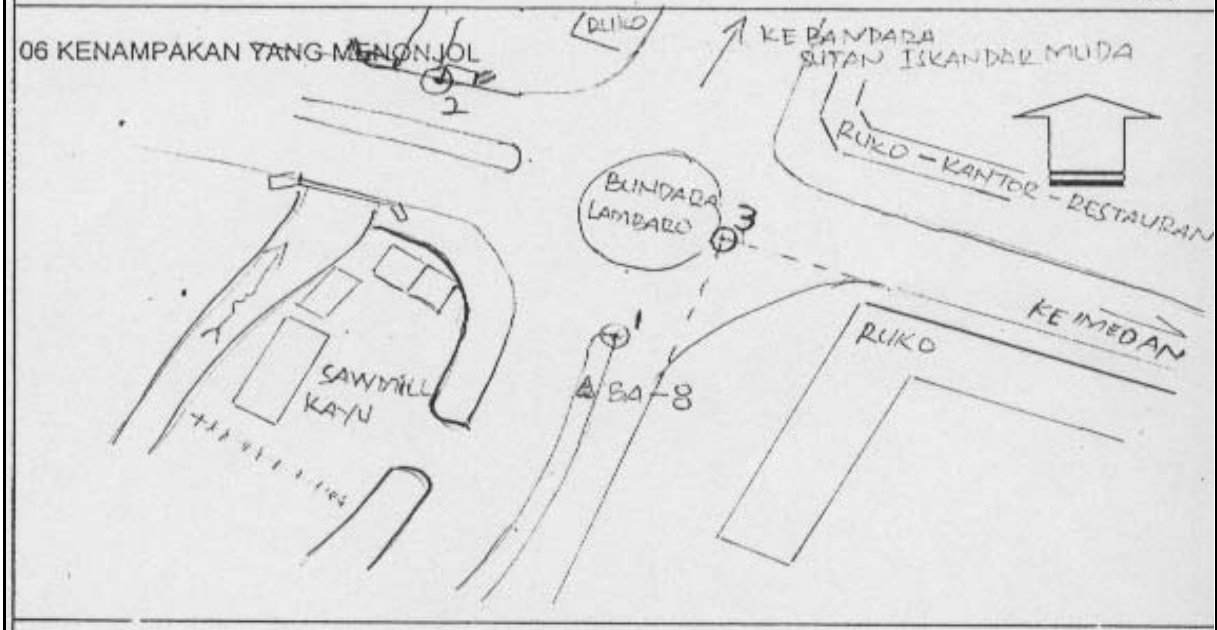 06 KENAMPAKAN YANG MENONJOL
RUKO
KE BANDARA
SUTAN ISKANDAR MUDA
2
RUKO - KANTOR - RESTAURAN
BUNDARA
LAMBARO
3
1
KE MEDAN
RUKO
SAWMILL
KAYU
BA-8